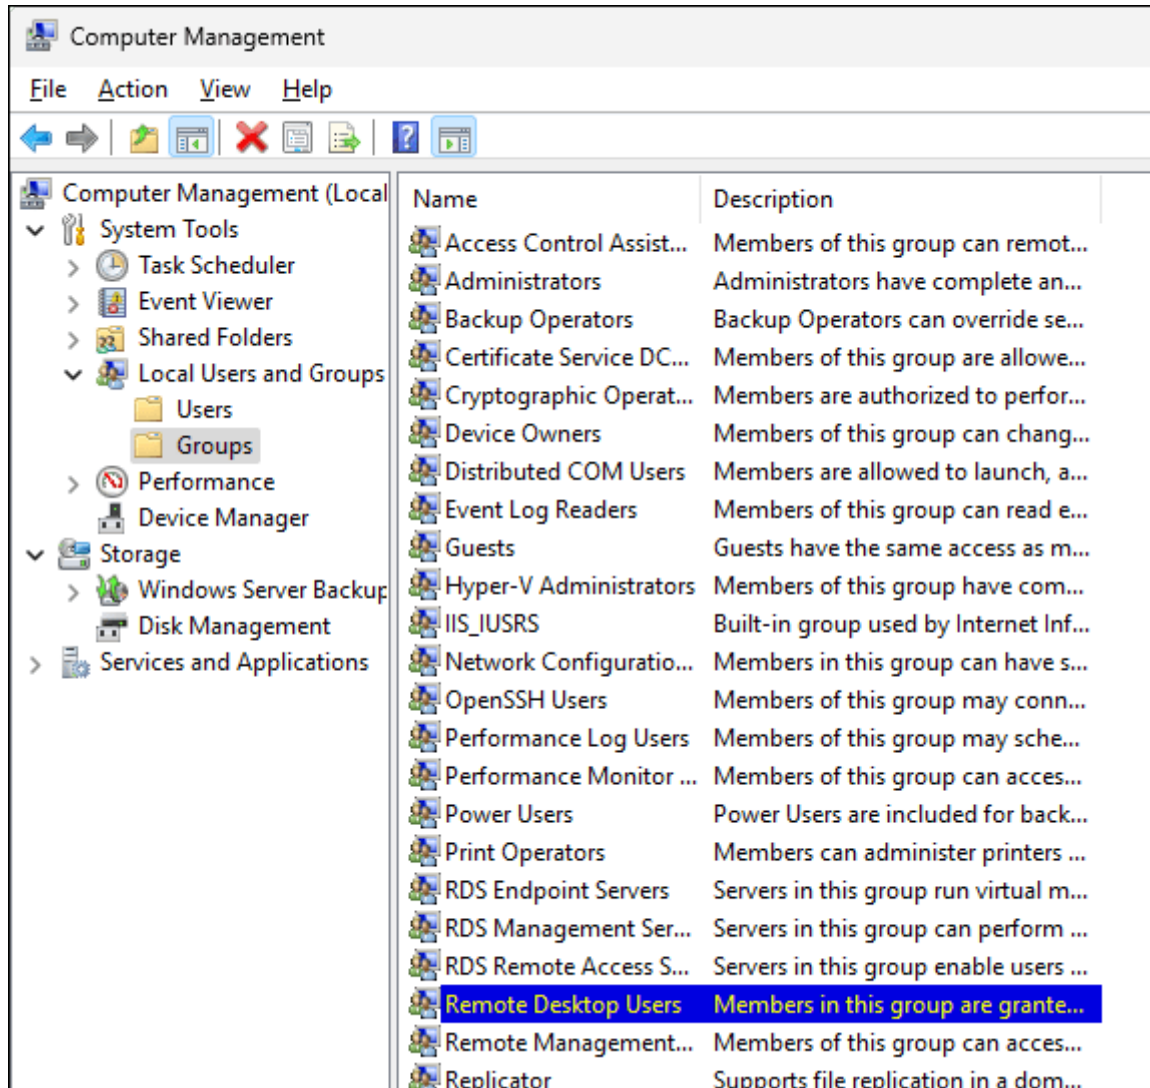 Computer Management
File Action View Help
Computer Management (Local
System Tools
Task Scheduler
Event Viewer
Shared Folders
Local Users and Groups
Users
Groups
Performance
Device Manager
Storage
Windows Server Backup
Disk Management
Services and Applications
Name Description
Access Control Assist... Members of this group can remot...
Administrators Administrators have complete an...
Backup Operators Backup Operators can override se...
Certificate Service DC... Members of this group are allowe...
Cryptographic Operat... Members are authorized to perfor...
Device Owners Members of this group can chang...
Distributed COM Users Members are allowed to launch, a...
Event Log Readers Members of this group can read e...
Guests Guests have the same access as m...
Hyper-V Administrators Members of this group have com...
IIS_IUSRS Built-in group used by Internet Inf...
Network Configuratio... Members in this group can have s...
OpenSSH Users Members of this group may conn...
Performance Log Users Members of this group may sche...
Performance Monitor ... Members of this group can acces...
Power Users Power Users are included for back...
Print Operators Members can administer printers ...
RDS Endpoint Servers Servers in this group run virtual m...
RDS Management Ser... Servers in this group can perform ...
RDS Remote Access S... Servers in this group enable users ...
Remote Desktop Users Members in this group are grante...
Remote Management... Members of this group can acces...
Replicator Supports file replication in a dom...